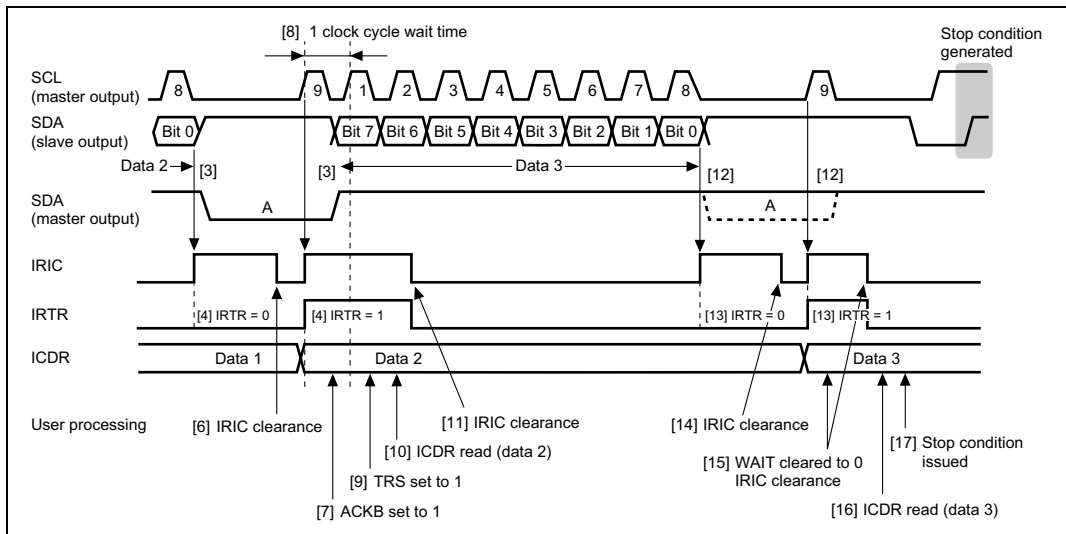 [8] 1 clock cycle wait time
Stop condition
generated
SCL
(master output)
8 9 1 2 3 4 5 6 7 8 9
SDA
(slave output)
Bit 0 Bit 7 Bit 6 Bit 5 Bit 4 Bit 3 Bit 2 Bit 1 Bit 0
Data 2 [3] [3] Data 3 [12] [12]
SDA
(master output)
A A
IRIC
IRTR
[4] IRTR = 0 [4] IRTR = 1 [13] IRTR = 0 [13] IRTR = 1
ICDR
Data 1 Data 2 Data 3
User processing
[6] IRIC clearance
[11] IRIC clearance
[14] IRIC clearance
[17] Stop condition
issued
[10] ICDR read (data 2)
[15] WAIT cleared to 0
IRIC clearance
[9] TRS set to 1
[7] ACKB set to 1
[16] ICDR read (data 3)